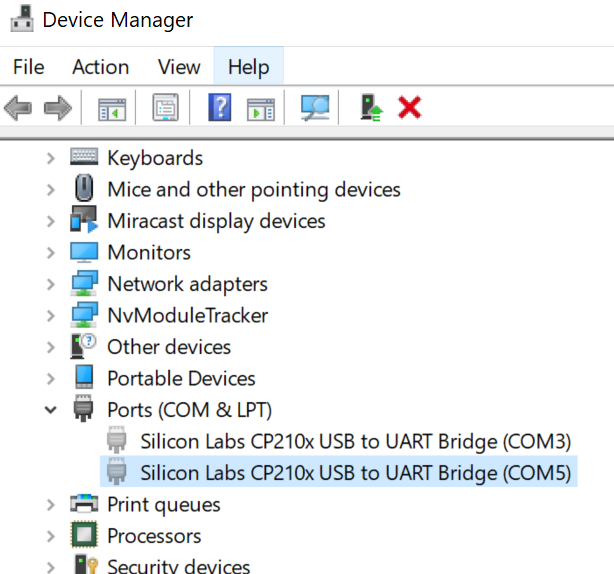 Device Manager
File Action View Help
Keyboards
Mice and other pointing devices
Miracast display devices
Monitors
Network adapters
NvModuleTracker
Other devices
Portable Devices
Ports (COM & LPT)
Silicon Labs CP210x USB to UART Bridge (COM3)
Silicon Labs CP210x USB to UART Bridge (COM5)
Print queues
Processors
Security devices